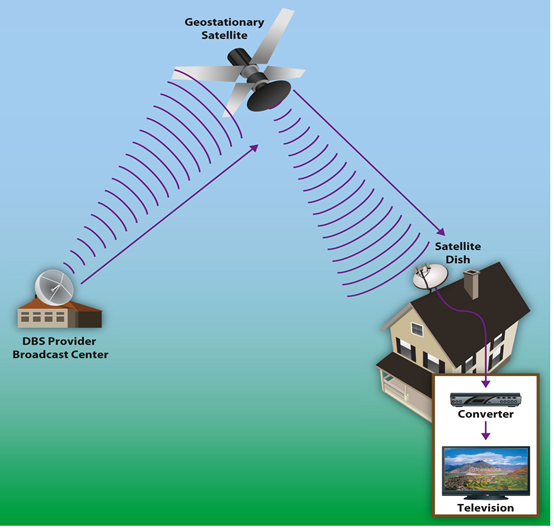 Geostationary
Satellite
Satellite
Dish
DBS Provider
Broadcast Center
Converter
Television